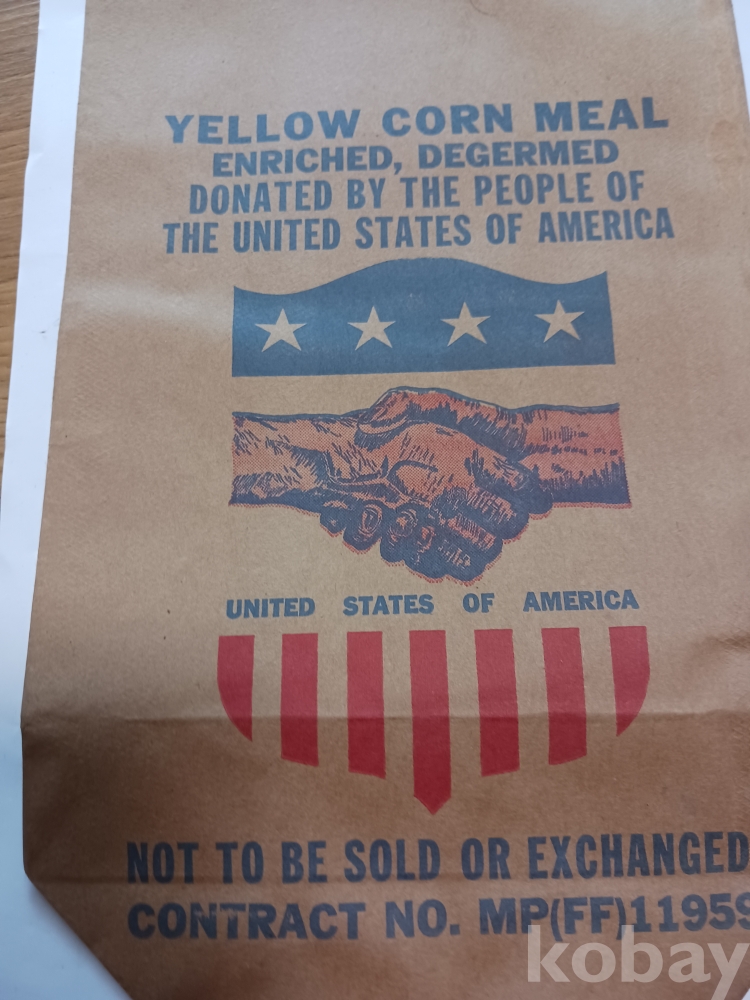 YELLOW CORN MEAL
ENRICHED, DEGERMED
DONATED BY THE PEOPLE OF
THE UNITED STATES OF AMERICA
UNITED STATES OF AMERICA
NOT TO BE SOLD OR EXCHANGED
CONTRACT NO. MP(FF)11959
kobay